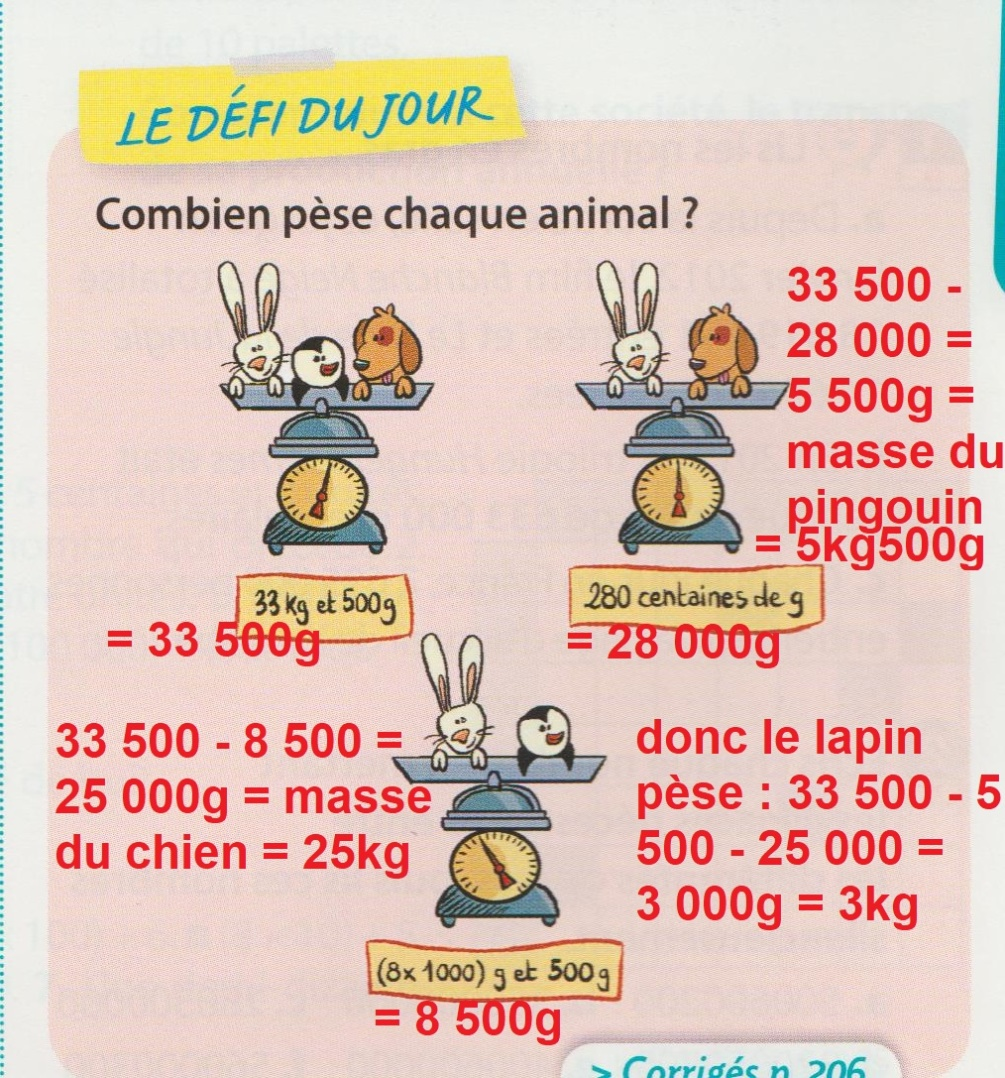 LE DÉFI DU JOUR
Combien pèse chaque animal ?
33 500 -
28 000 =
5 500g =
masse du
pingouin
= 5kg500g
33 kg et 500g
= 33 500g
280 centaines de g
= 28 000g
33 500 - 8 500 =
25 000g = masse
du chien = 25kg
donc le lapin
pèse : 33 500 - 5
500 - 25 000 =
3 000g = 3kg
(8x 1000) g et 500g
= 8 500g
> Corrigés p. 206